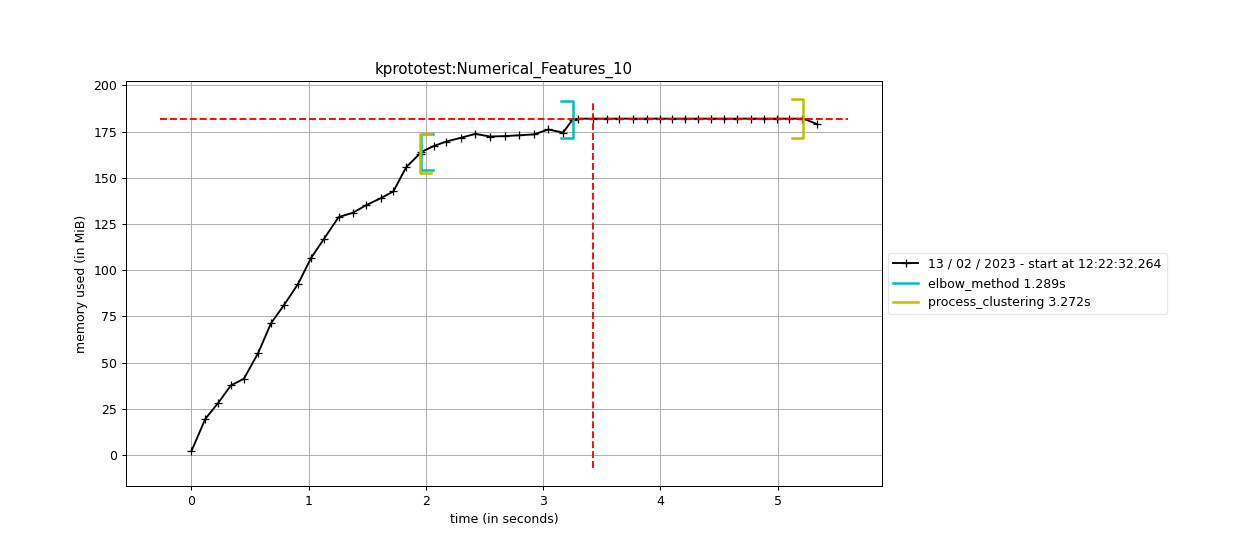 kprototest:Numerical_Features_10
200
175
150
125
100
75
50
25
0
memory used (in MiB)
0 1 2 3 4 5
time (in seconds)
13 / 02 / 2023 - start at 12:22:32.264
elbow_method 1.289s
process_clustering 3.272s